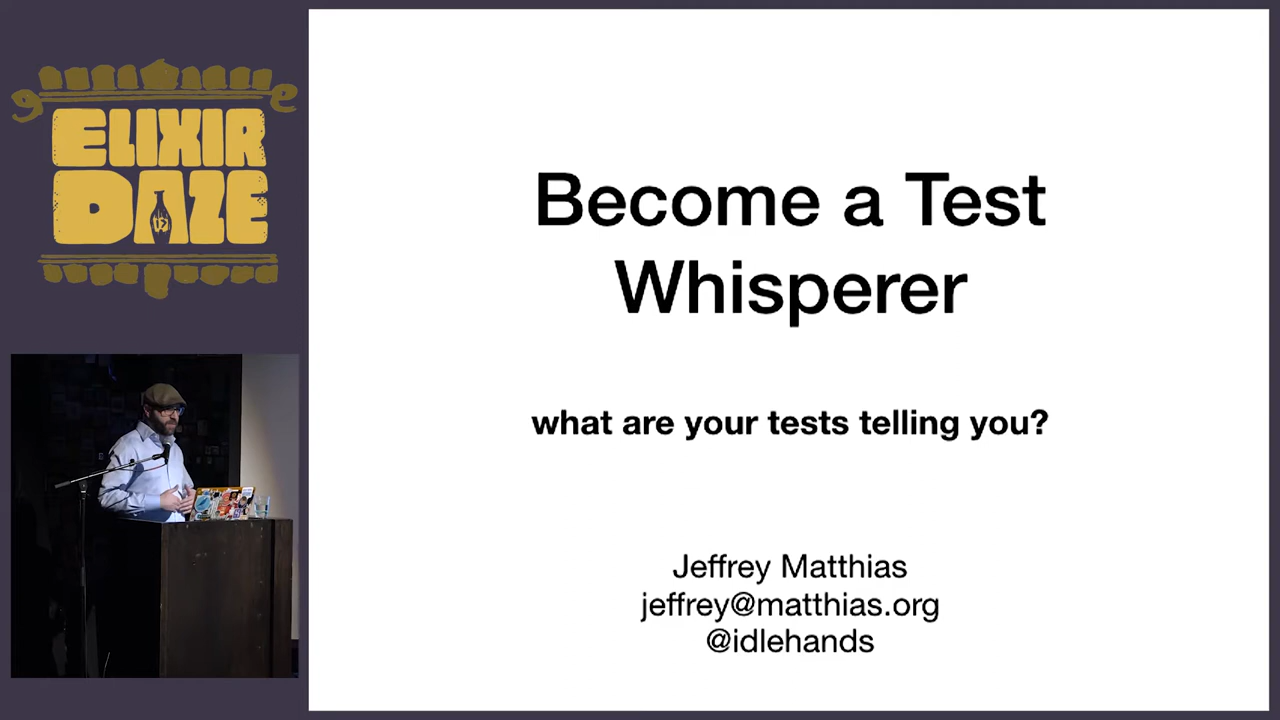 ELIXIR
DAZE
Become a Test
Whisperer
what are your tests telling you?
Jeffrey Matthias
jeffrey@matthias.org
@idlehands